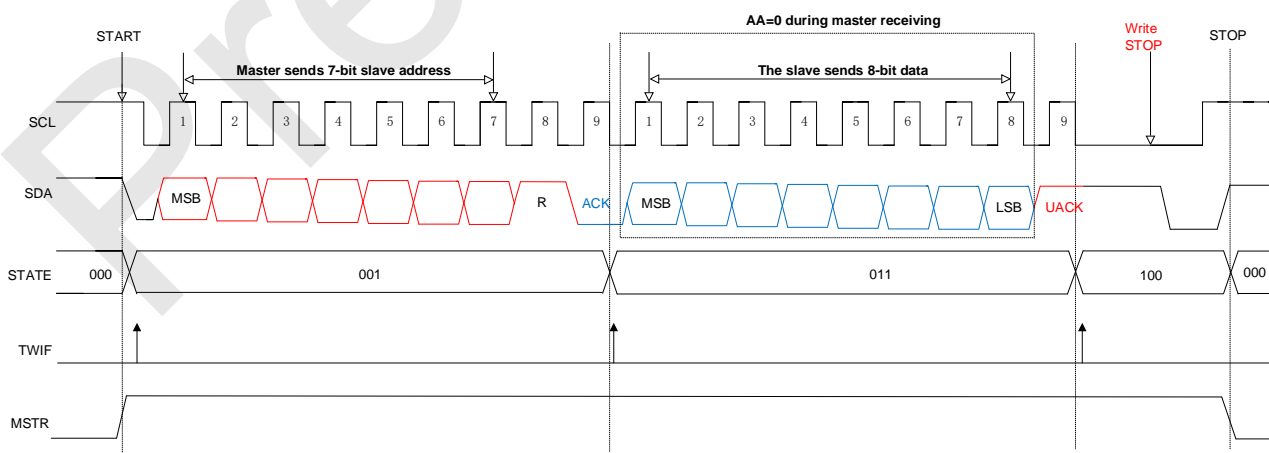 AA=0 during master receiving
START
Write
STOP
STOP
Master sends 7-bit slave address
The slave sends 8-bit data
SCL
1 2 3 4 5 6 7 8 9 1 2 3 4 5 6 7 8 9
SDA
MSB R ACK MSB LSB UACK
STATE
000 001 011 100 000
TWIF
MSTR
Pre